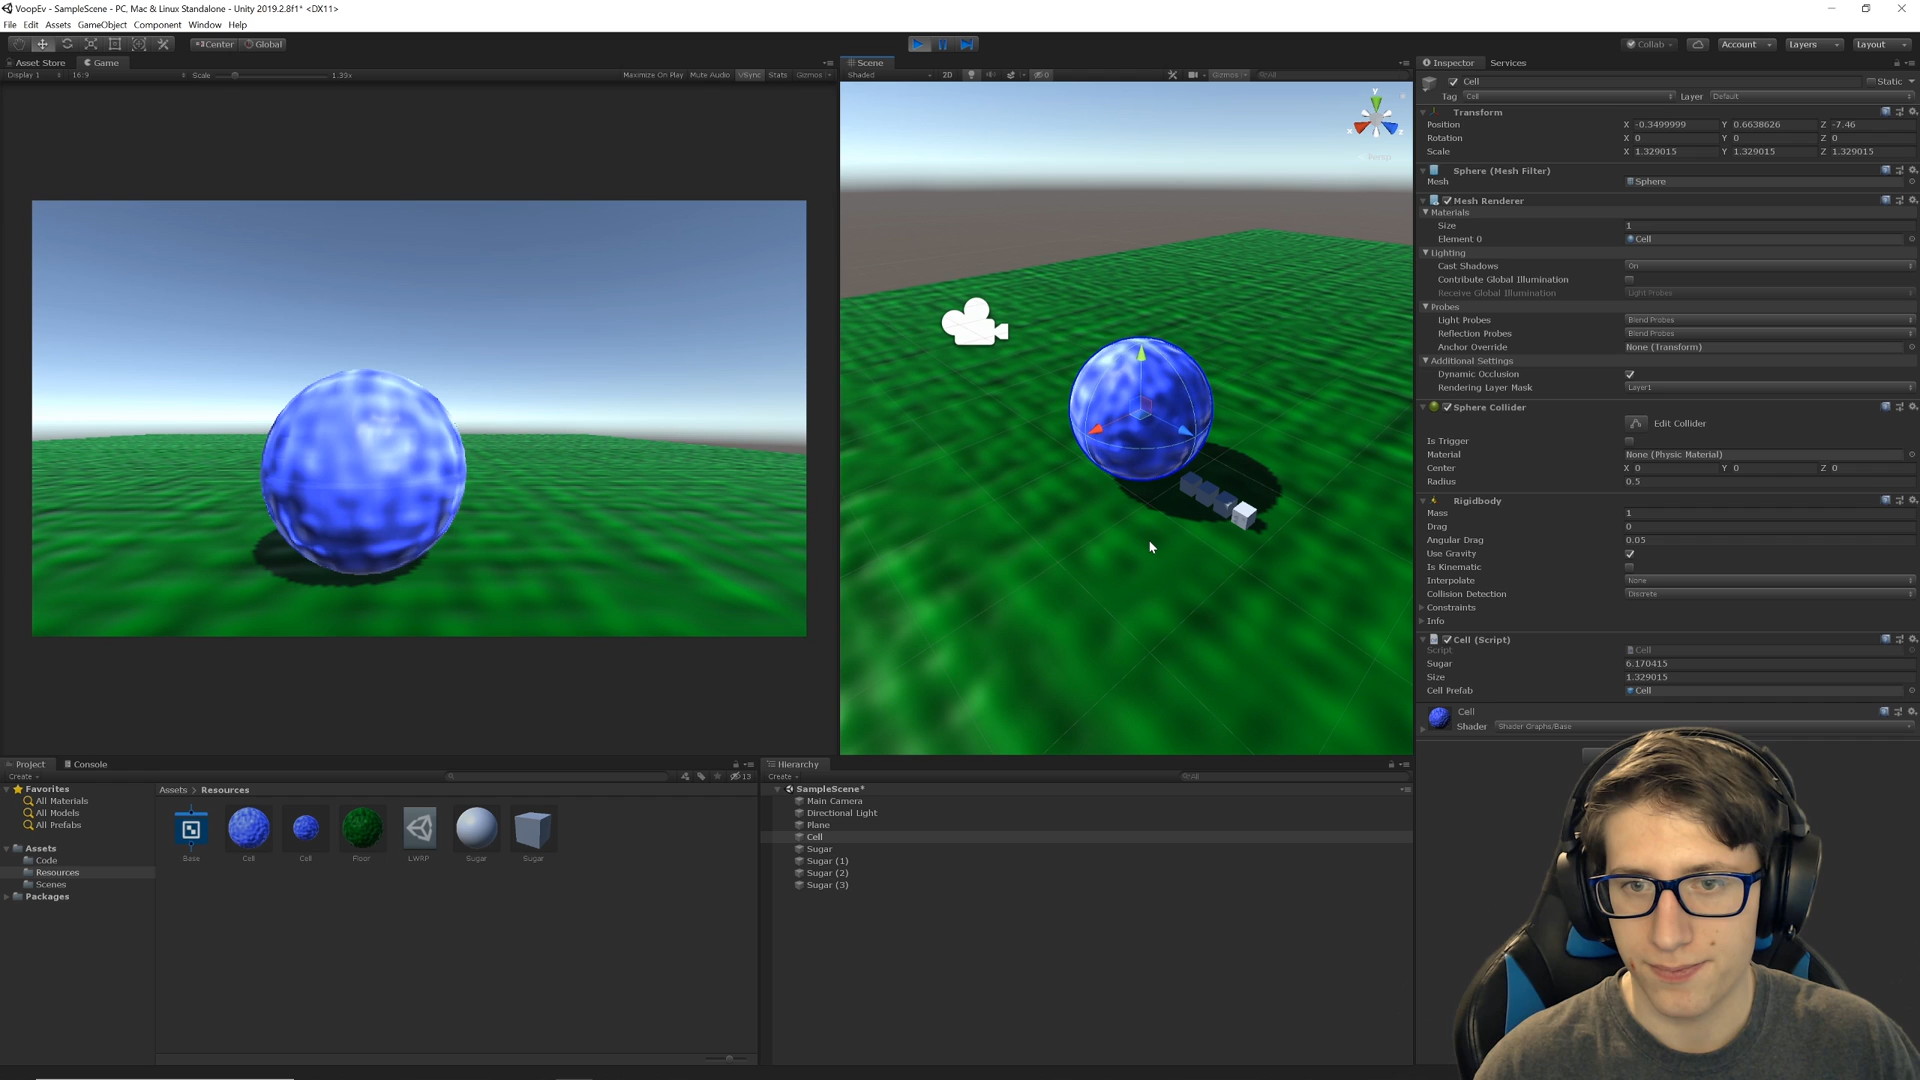 VoopEv - SampleScene - PC, Mac & Linux Standalone - Unity 2019.2.8f1* <DX11>
File Edit Assets GameObject Component Window Help
Center Global
Collab Account Layers Layout
Asset Store Game
Display 1 16:9 Scale 1.39x Maximize On Play Mute Audio VSync Stats Gizmos
Scene
Shaded 2D 0 Gizmos All
y
x z
Persp
Inspector Services
Cell Static
Tag Cell Layer Default
Transform
Position X -0.3499999 Y 0.6638626 Z -7.46
Rotation X 0 Y 0 Z 0
Scale X 1.329015 Y 1.329015 Z 1.329015
Sphere (Mesh Filter)
Mesh Sphere
Mesh Renderer
Materials
Size 1
Element 0 Cell
Lighting
Cast Shadows On
Contribute Global Illumination
Receive Global Illumination Light Probes
Probes
Light Probes Blend Probes
Reflection Probes Blend Probes
Anchor Override None (Transform)
Additional Settings
Dynamic Occlusion
Rendering Layer Mask Layer1
Sphere Collider
Edit Collider
Is Trigger
Material None (Physic Material)
Center X 0 Y 0 Z 0
Radius 0.5
Rigidbody
Mass 1
Drag 0
Angular Drag 0.05
Use Gravity
Is Kinematic
Interpolate None
Collision Detection Discrete
Constraints
Info
Cell (Script)
Script Cell
Sugar 6.170415
Size 1.329015
Cell Prefab Cell
Cell
Shader Shader Graphs/Base
Project Console
Create 13
Favorites
All Materials
All Models
All Prefabs
Assets
Code
Resources
Scenes
Packages
Assets > Resources
Base Cell Cell Floor LWRP Sugar Sugar
Hierarchy
Create All
SampleScene*
Main Camera
Directional Light
Plane
Cell
Sugar
Sugar (1)
Sugar (2)
Sugar (3)